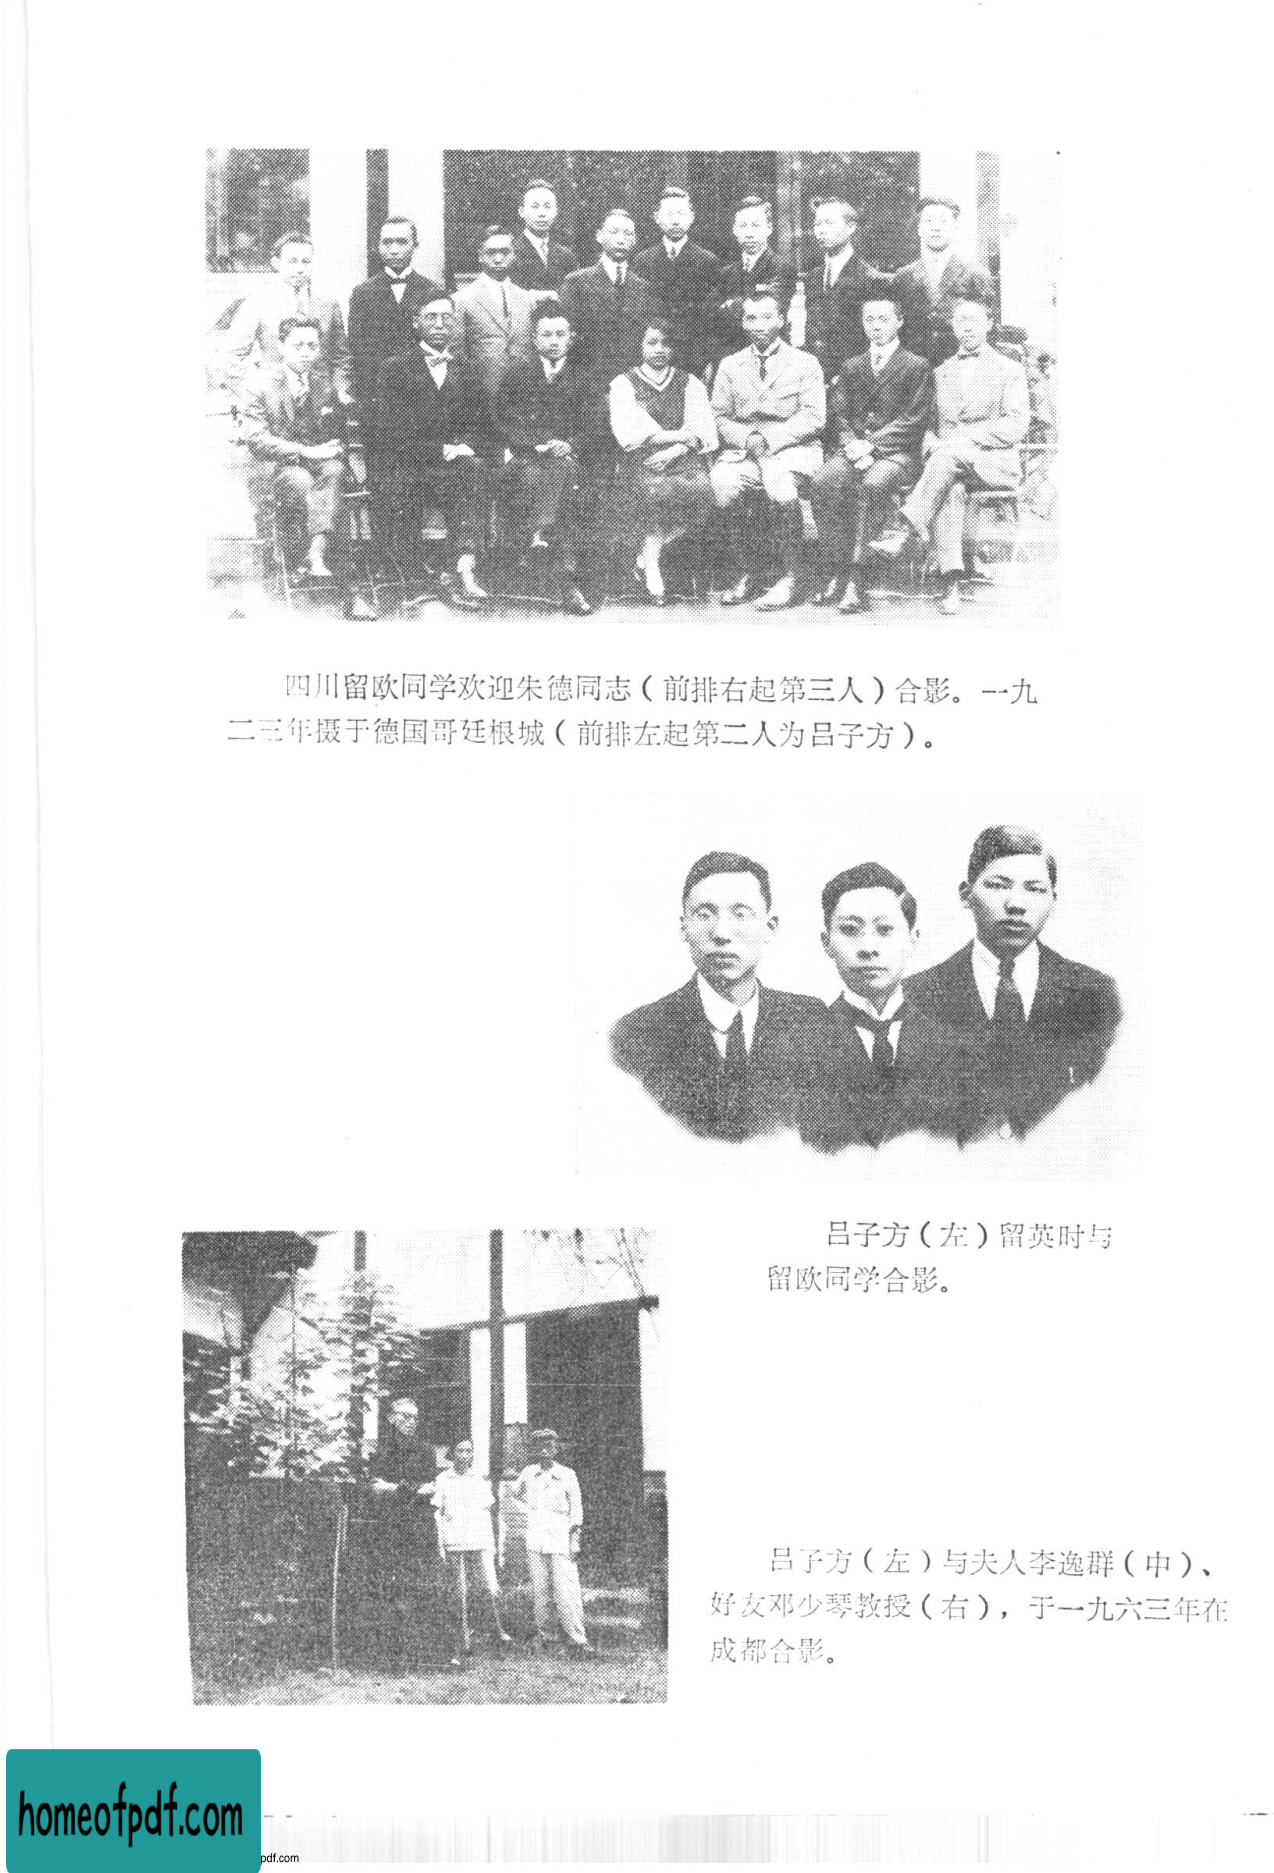 四川留欧同学欢迎朱德同志(前排右起第三人)合影。一九
二三年摄于德国哥廷根城(前排左起第二人为吕子方)。
吕子方(左)留英时与
留欧同学合影。
吕子方(左)与夫人李逸群(中)、
好友邓少琴教授(右),于一九六三年在
成都合影。
homeofpdf.com
pdf.com